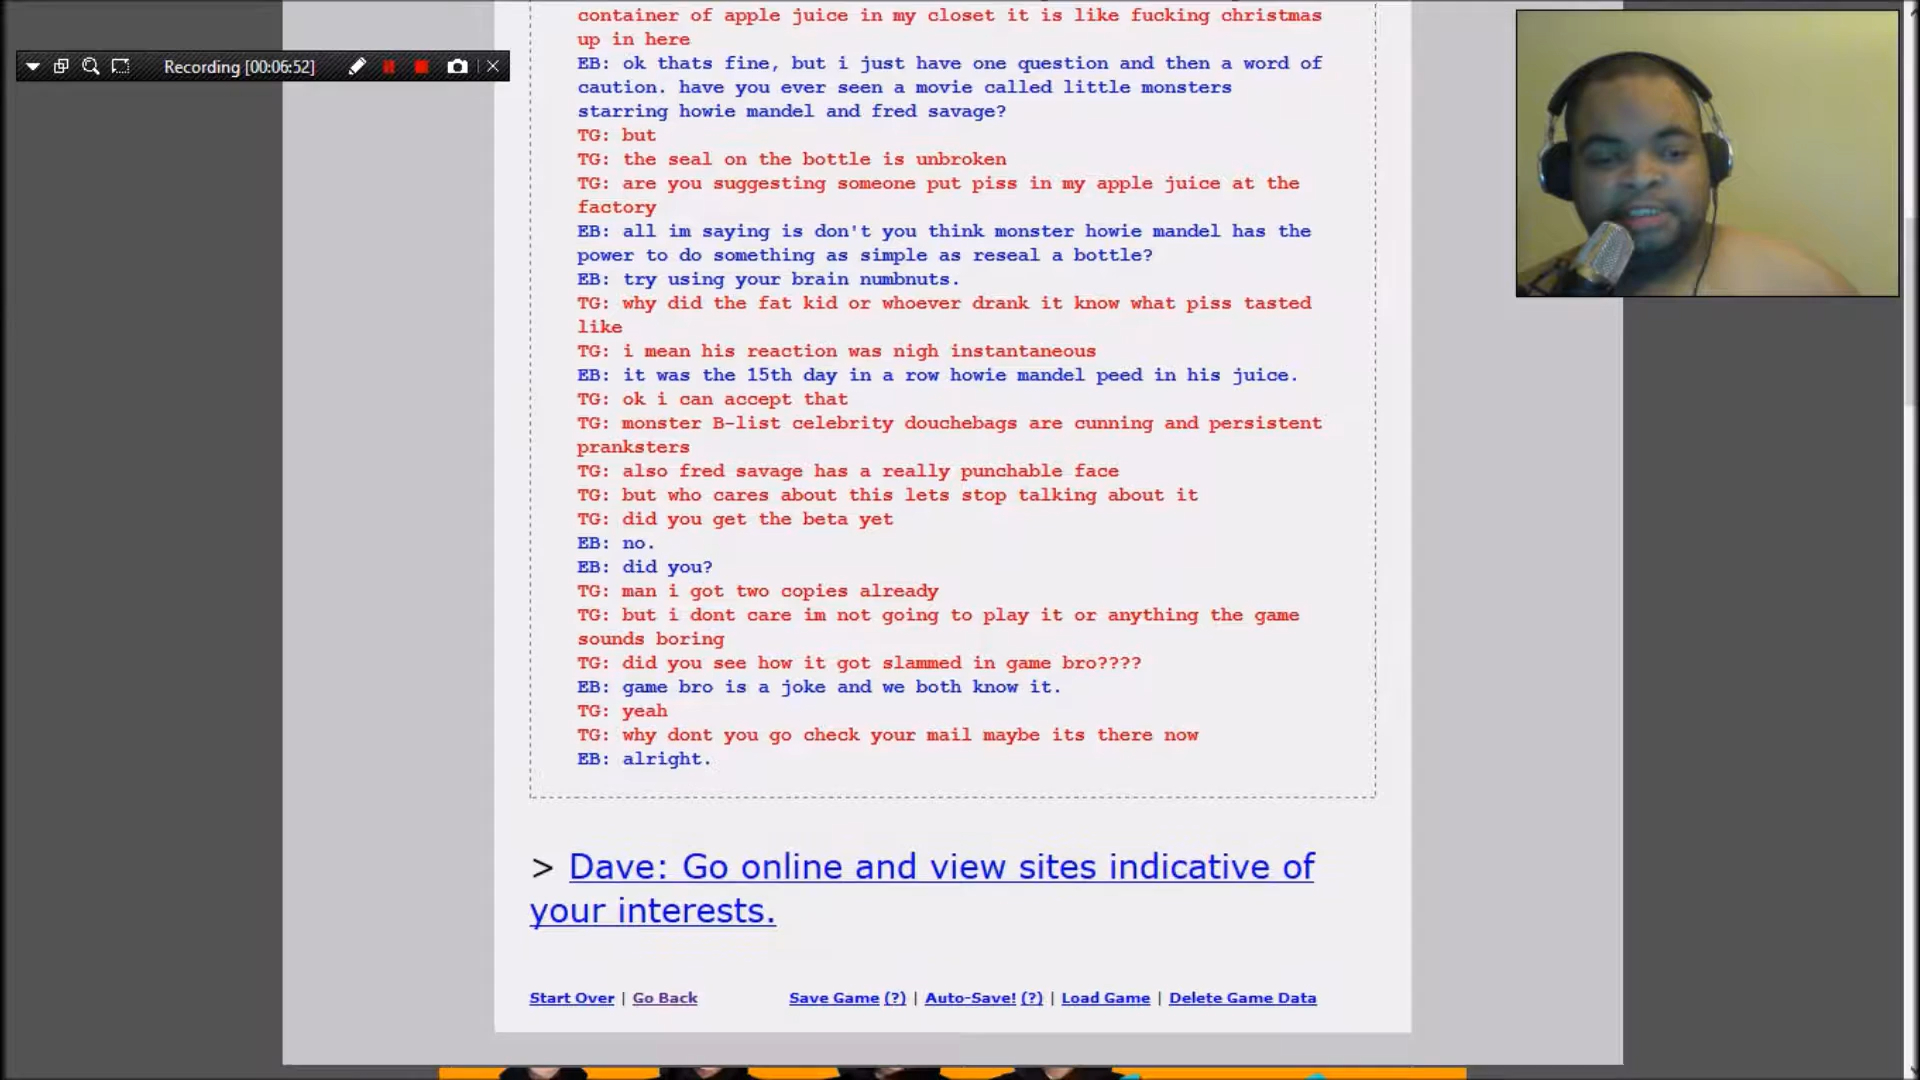 container of apple juice in my closet it is like fucking christmas
up in here
Recording [00:06:52]
EB: ok thats fine, but i just have one question and then a word of
caution. have you ever seen a movie called little monsters
starring howie mandel and fred savage?
TG: but
TG: the seal on the bottle is unbroken
TG: are you suggesting someone put piss in my apple juice at the
factory
EB: all im saying is don't you think monster howie mandel has the
power to do something as simple as reseal a bottle?
EB: try using your brain numbnuts.
TG: why did the fat kid or whoever drank it know what piss tasted
like
TG: i mean his reaction was nigh instantaneous
EB: it was the 15th day in a row howie mandel peed in his juice.
TG: ok i can accept that
TG: monster B-list celebrity douchebags are cunning and persistent
pranksters
TG: also fred savage has a really punchable face
TG: but who cares about this lets stop talking about it
TG: did you get the beta yet
EB: no.
EB: did you?
TG: man i got two copies already
TG: but i dont care im not going to play it or anything the game
sounds boring
TG: did you see how it got slammed in game bro????
EB: game bro is a joke and we both know it.
TG: yeah
TG: why dont you go check your mail maybe its there now
EB: alright.
> Dave: Go online and view sites indicative of
your interests.
Start Over | Go Back Save Game (?) | Auto-Save! (?) | Load Game | Delete Game Data